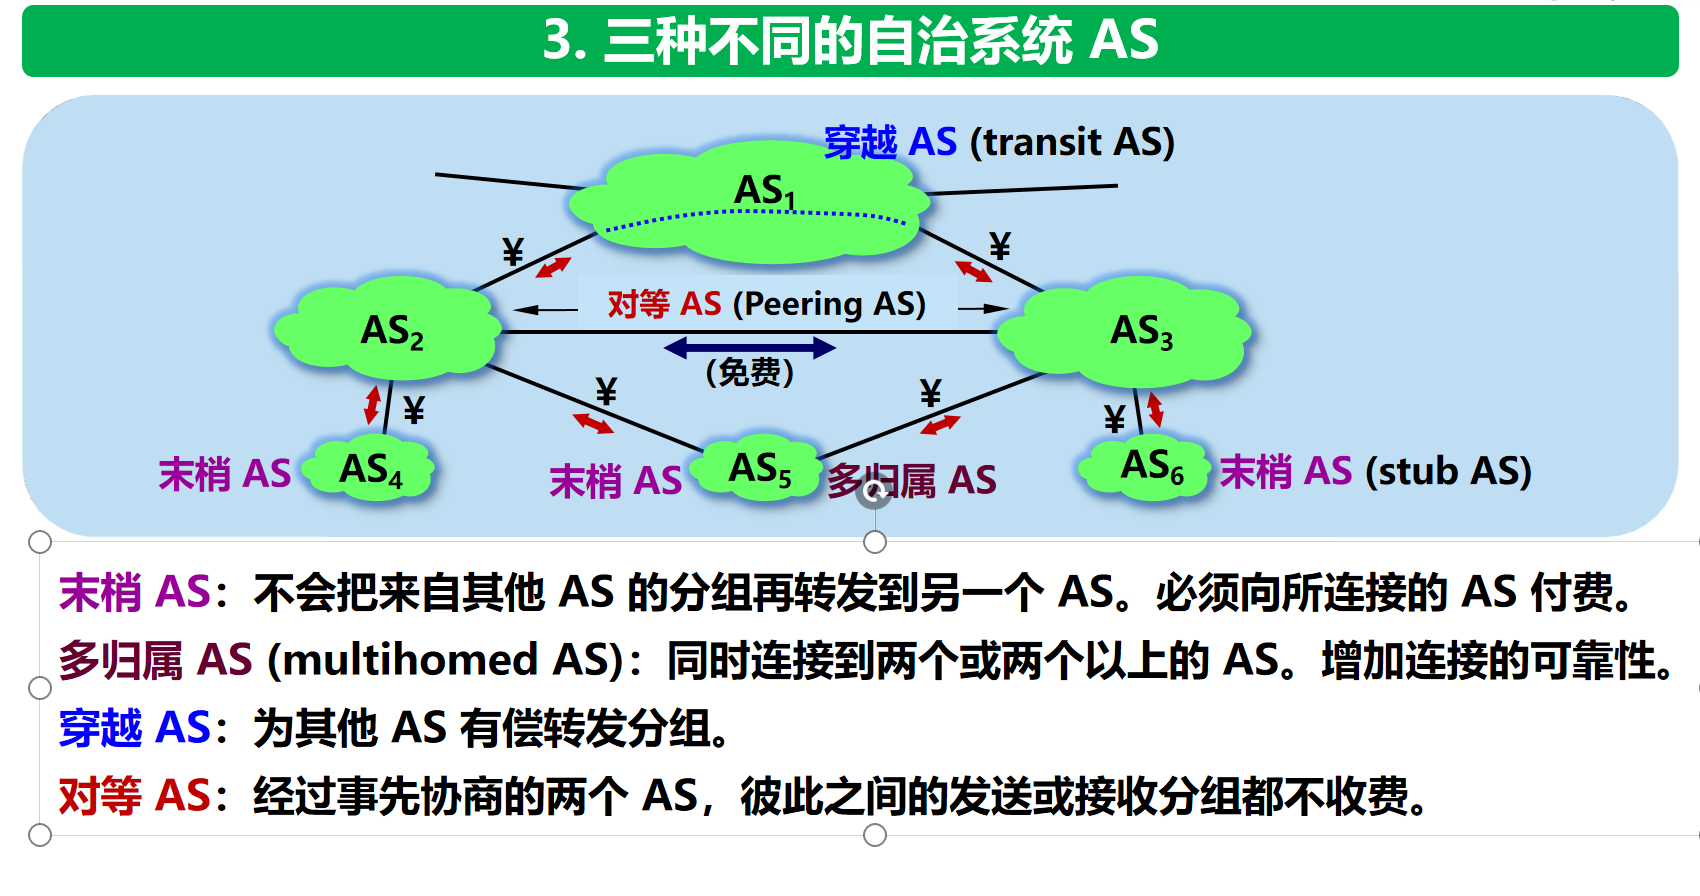 3. 三种不同的自治系统 AS
穿越 AS (transit AS)
AS1
¥
¥
对等 AS (Peering AS)
AS2
AS3
(免费)
¥
¥
¥
¥
末梢 AS
AS4
末梢 AS
AS5
多归属 AS
AS6
末梢 AS (stub AS)
末梢 AS：不会把来自其他 AS 的分组再转发到另一个 AS。必须向所连接的 AS 付费。
多归属 AS (multihomed AS)：同时连接到两个或两个以上的 AS。增加连接的可靠性。
穿越 AS：为其他 AS 有偿转发分组。
对等 AS：经过事先协商的两个 AS，彼此之间的发送或接收分组都不收费。